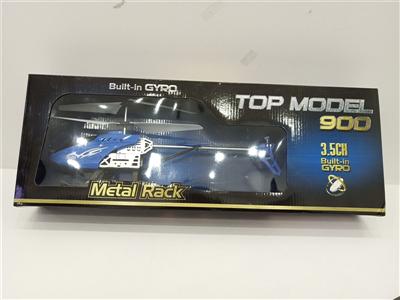 Built-in GYRO
TOP MODEL
900
3.5CH
Built-in
GYRO
Metal Rack